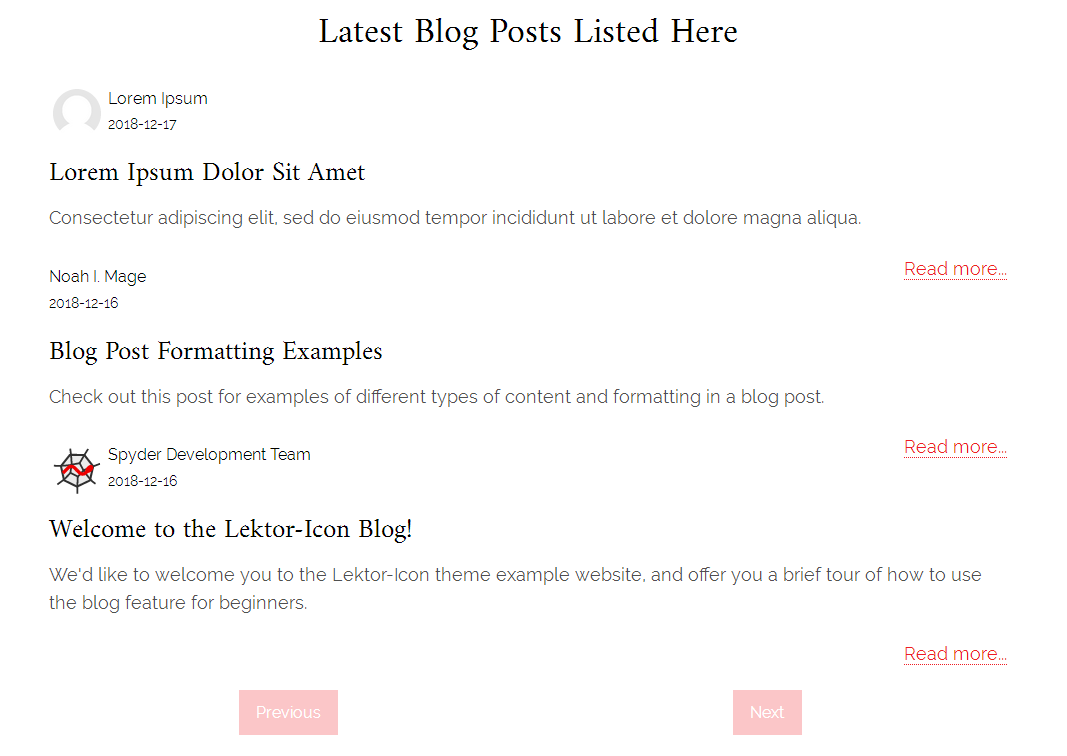 Latest Blog Posts Listed Here
Lorem Ipsum
2018-12-17
Lorem Ipsum Dolor Sit Amet
Consectetur adipiscing elit, sed do eiusmod tempor incididunt ut labore et dolore magna aliqua.
Read more...
Noah I. Mage
2018-12-16
Blog Post Formatting Examples
Check out this post for examples of different types of content and formatting in a blog post.
Read more...
Spyder Development Team
2018-12-16
Welcome to the Lektor-Icon Blog!
We'd like to welcome you to the Lektor-Icon theme example website, and offer you a brief tour of how to use
the blog feature for beginners.
Read more...
Previous
Next